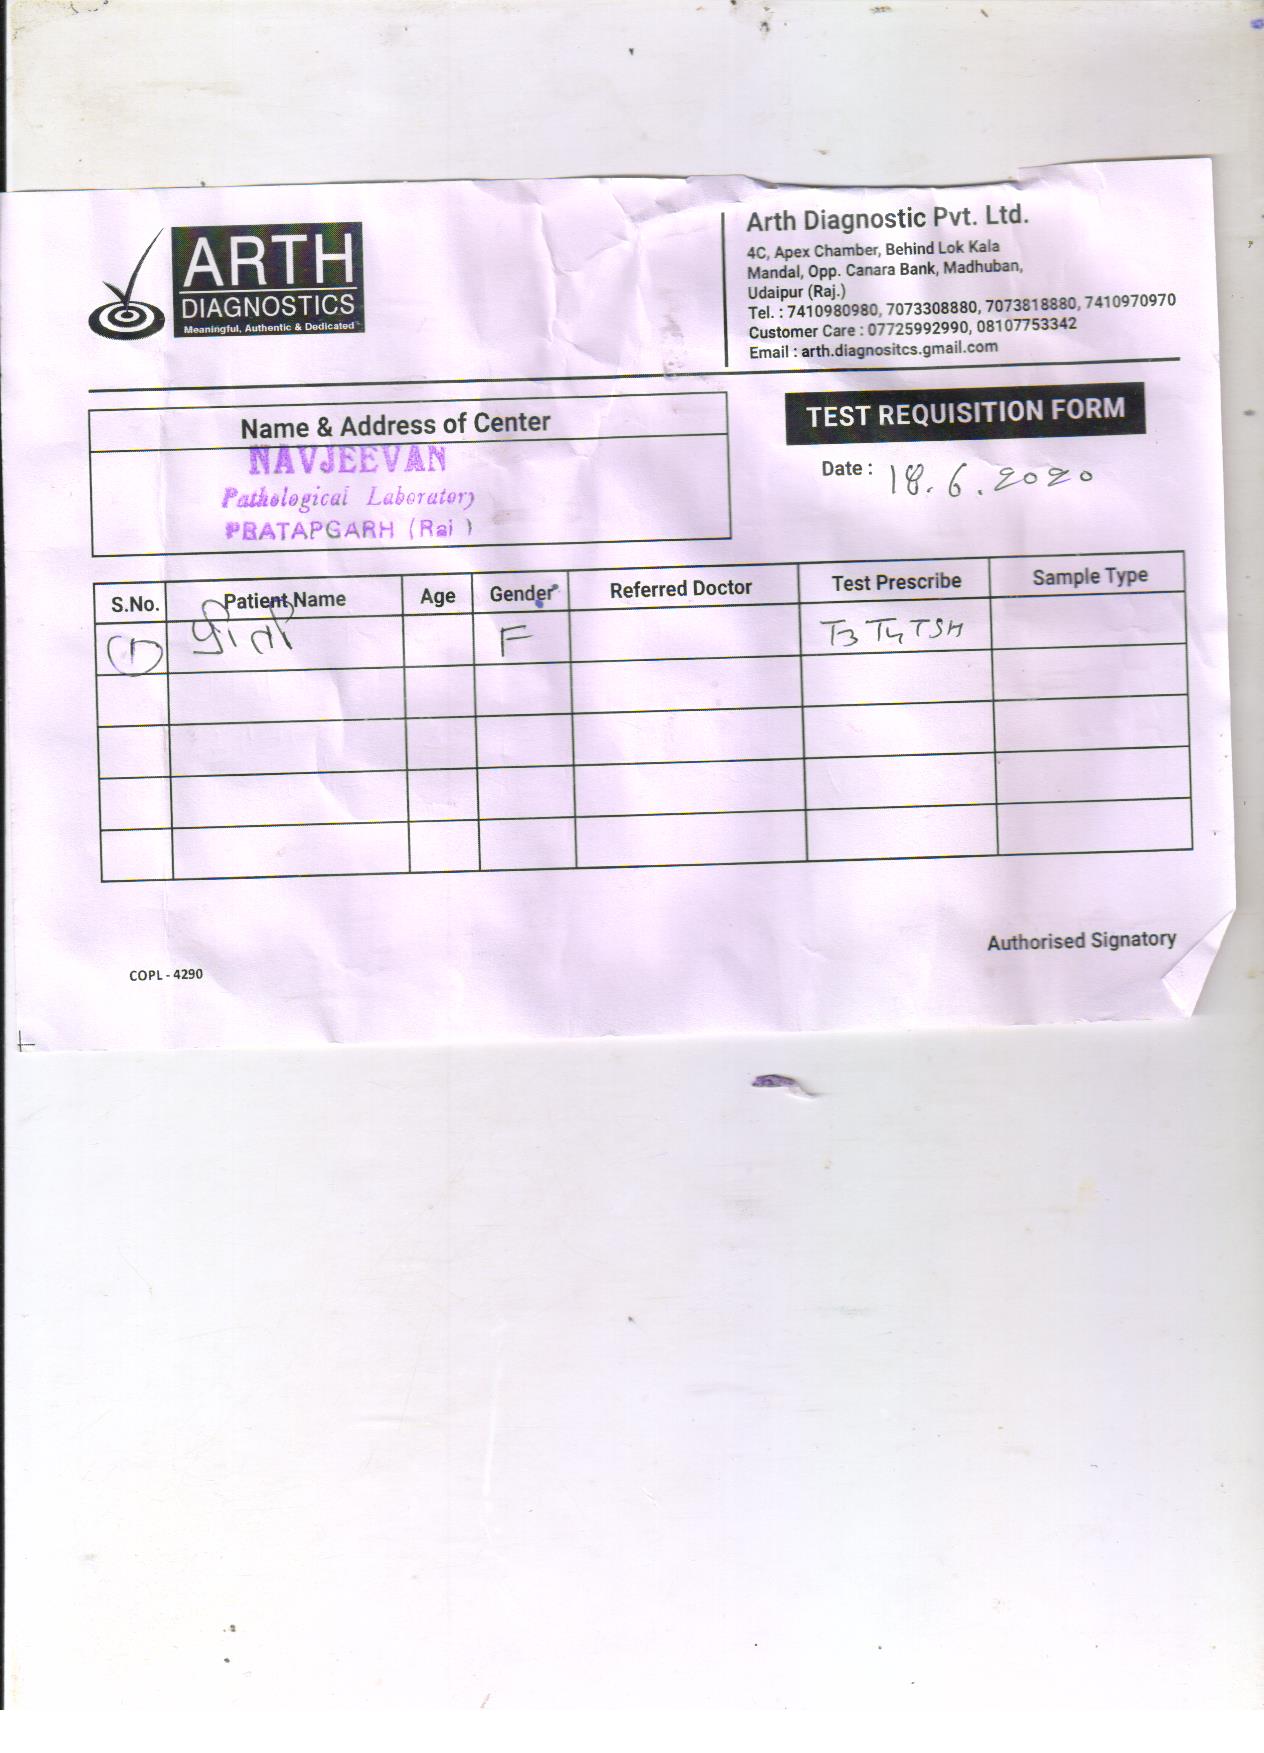 ARTH
DIAGNOSTICS
Meaningful, Authentic & Dedicated
Arth Diagnostic Pvt. Ltd.
4C, Apex Chamber, Behind Lok Kala
Mandal, Opp. Canara Bank, Madhuban,
Udaipur (Raj.)
Tel. : 7410980980, 7073308880, 7073818880, 7410970970
Customer Care : 07725992990, 08107753342
Email : arth.diagnositcs.gmail.com
Name & Address of Center
NAVJEEVAN
Pathological Laboratory
PRATAPGARH (Raj )
TEST REQUISITION FORM
Date : 18.6.2020
S.No. Patient Name Age Gender Referred Doctor Test Prescribe Sample Type
1 प्रीती F T3 T4 TSH
Authorised Signatory
COPL - 4290